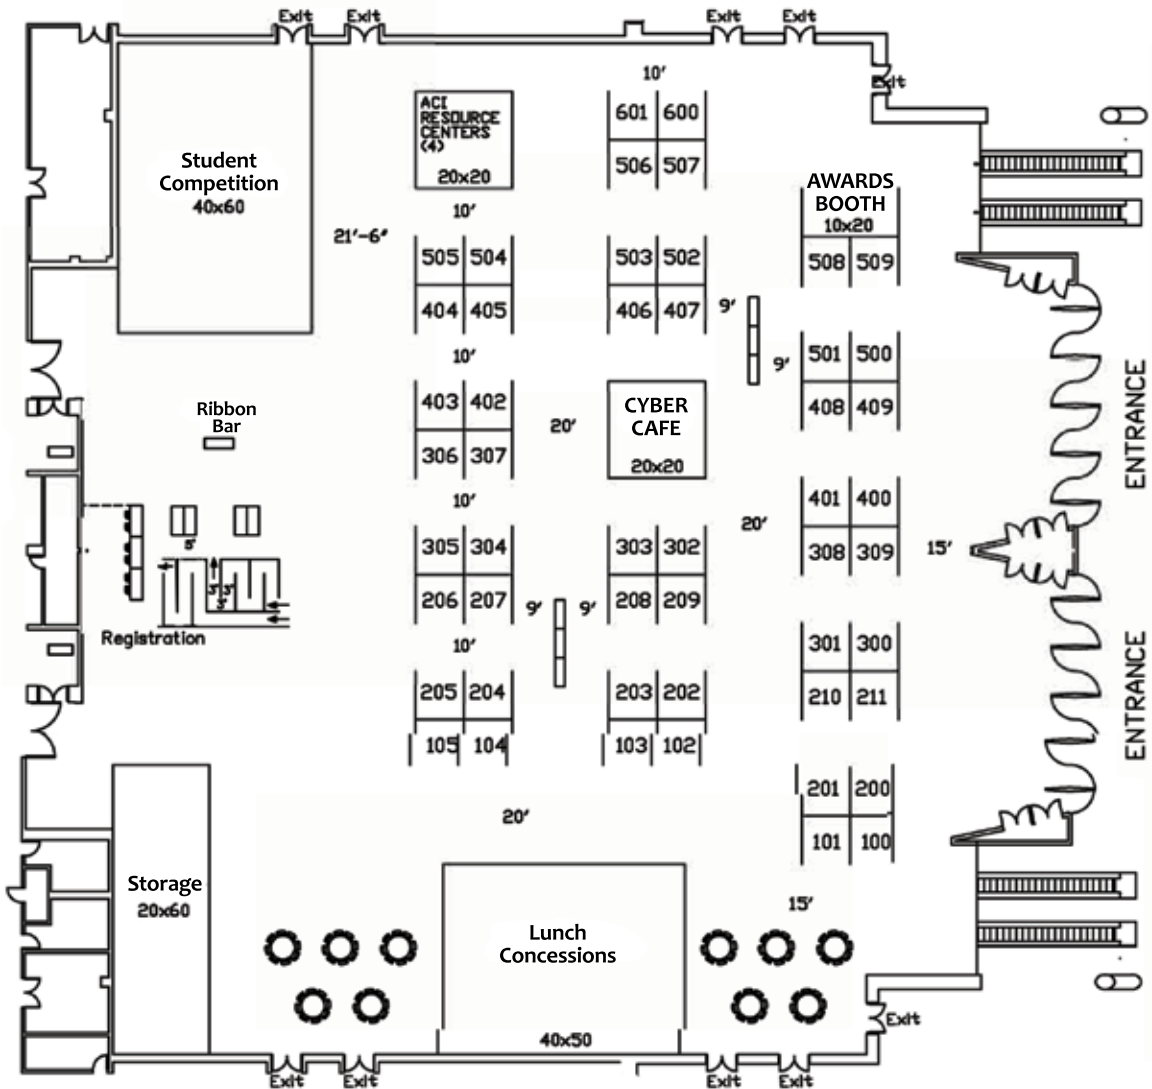 Exit Exit Exit Exit
Exit
10'
ACI
RESOURCE
CENTERS
(4)
20x20
601 600
506 507
Student
Competition
40x60
AWARDS
BOOTH
10x20
508 509
10'
21'-6"
505 504
404 405
503 502
406 407
9'
9'
501 500
408 409
10'
403 402
306 307
20'
CYBER
CAFE
20x20
ENTRANCE
Ribbon
Bar
10'
20'
401 400
308 309
15'
305 304
206 207
303 302
208 209
5'
3'
3'
3'
9' 9'
Registration
10'
301 300
210 211
ENTRANCE
205 204
105 104
203 202
103 102
201 200
101 100
20'
Storage
20x60
15'
Lunch
Concessions
40x50
Exit
Exit Exit Exit Exit